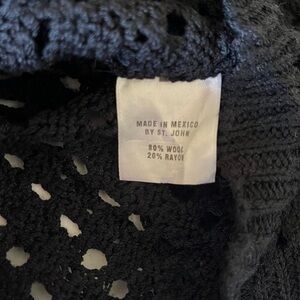 MADE IN MEXICO
BY ST. JOHN
80% WOOL
20% RAYON